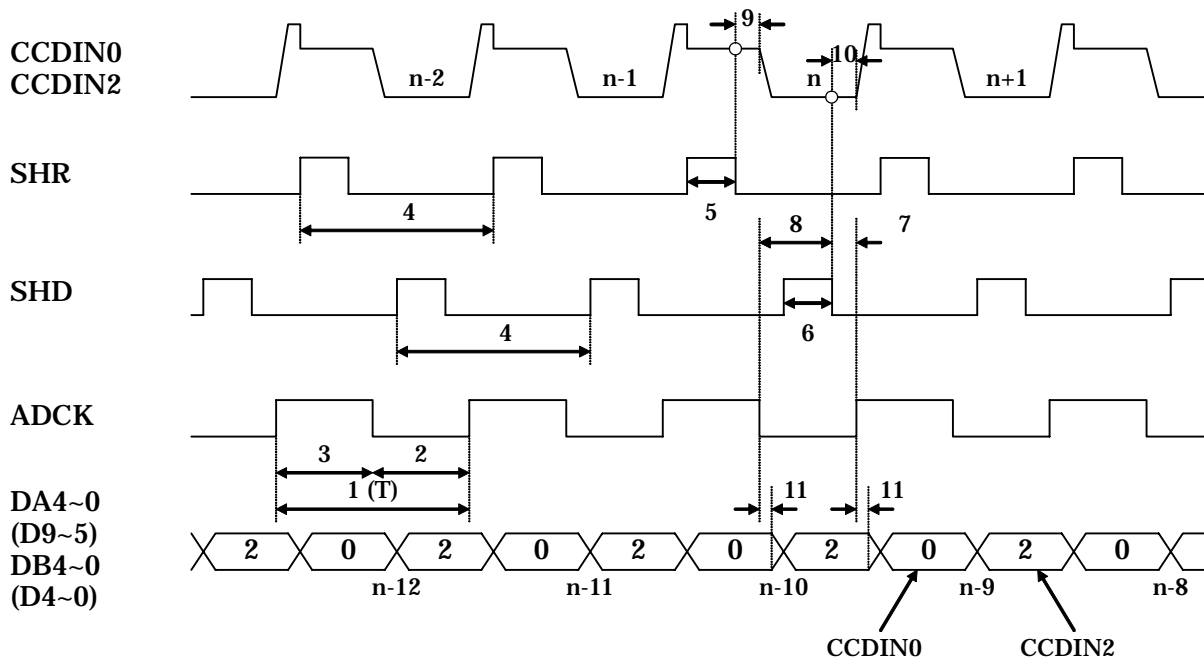 9
CCDIN0
CCDIN2
10
n-2
n-1
n
n+1
SHR
4
5
8
7
SHD
4
6
ADCK
3
2
1 (T)
11
11
DA4~0
(D9~5)
DB4~0
(D4~0)
2
0
2
0
2
0
2
0
2
0
n-12
n-11
n-10
n-9
n-8
CCDIN0
CCDIN2